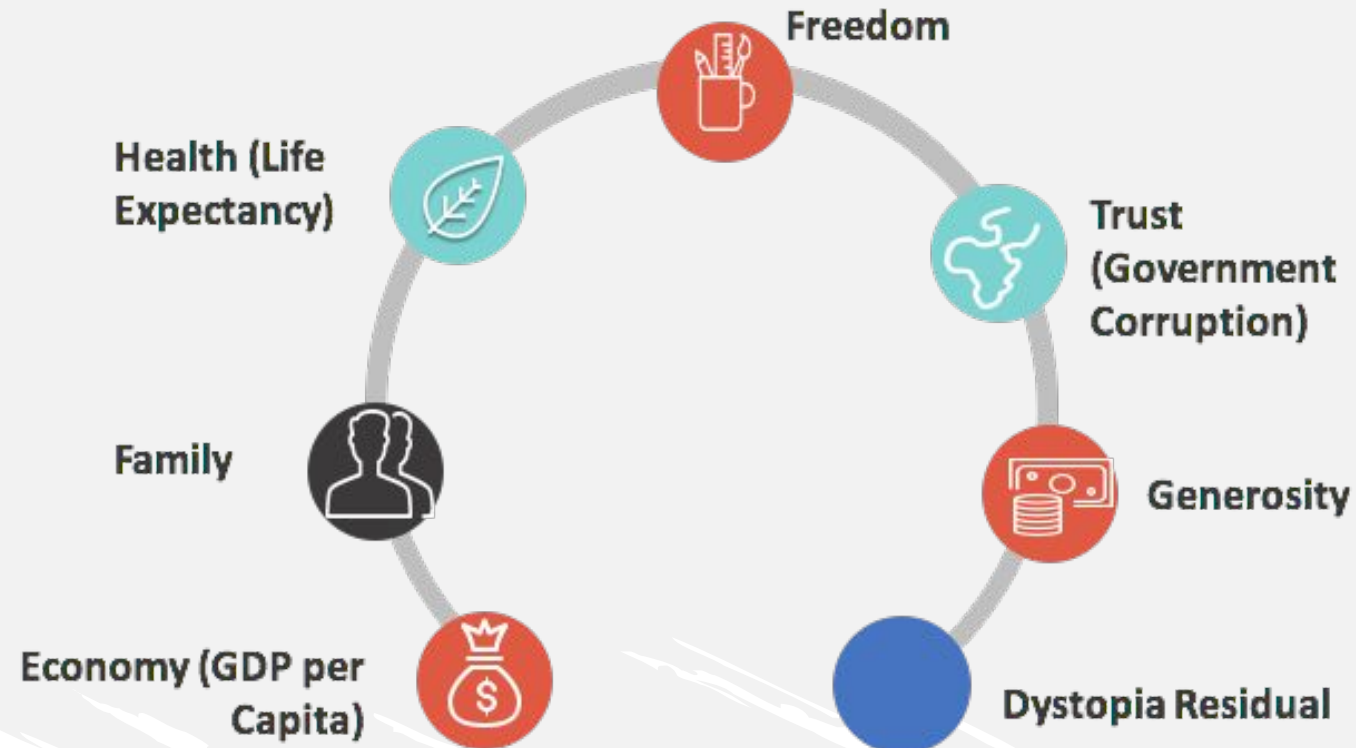 Freedom
Health (Life
Expectancy)
Trust
(Government
Corruption)
Family
Generosity
Economy (GDP per
Capita)
$
Dystopia Residual